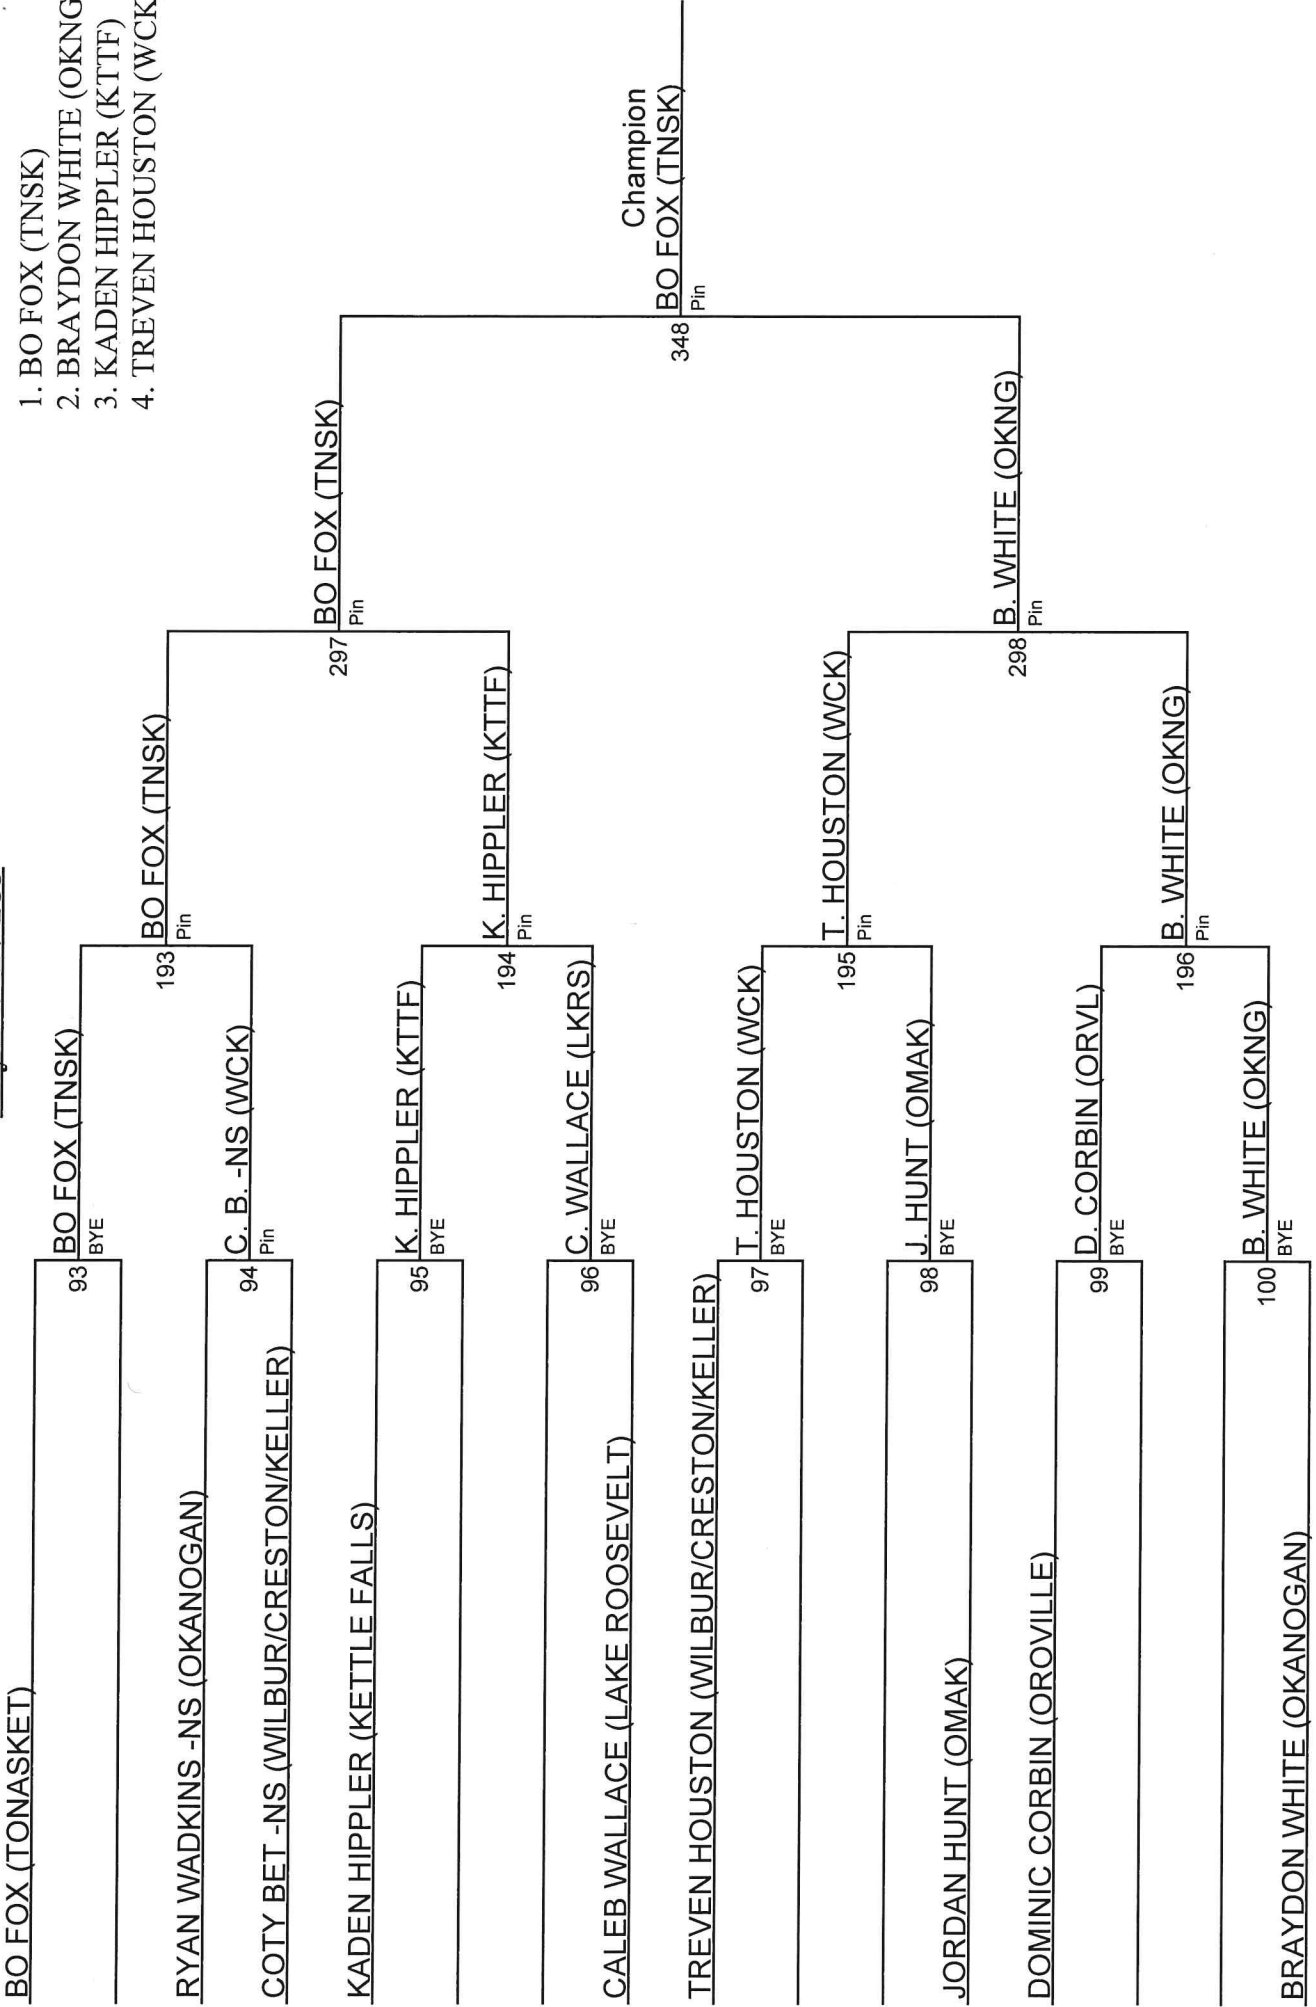 1. BO FOX (TNSK)
2. BRAYDON WHITE (OKNG
3. KADEN HIPPLER (KTTF)
4. TREVEN HOUSTON (WCK
BO FOX (TONASKET)
93
BO FOX (TNSK)
BYE
RYAN WADKINS -NS (OKANOGAN)
94
C. B. -NS (WCK)
Pin
COTY BET -NS (WILBUR/CRESTON/KELLER)
193
BO FOX (TNSK)
Pin
KADEN HIPPLER (KETTLE FALLS)
95
K. HIPPLER (KTTF)
BYE
194
K. HIPPLER (KTTF)
Pin
96
C. WALLACE (LKRS)
BYE
CALEB WALLACE (LAKE ROOSEVELT)
297
BO FOX (TNSK)
Pin
TREVEN HOUSTON (WILBUR/CRESTON/KELLER)
97
T. HOUSTON (WCK)
BYE
195
T. HOUSTON (WCK)
Pin
98
J. HUNT (OMAK)
BYE
JORDAN HUNT (OMAK)
DOMINIC CORBIN (OROVILLE)
99
D. CORBIN (ORVL)
BYE
196
B. WHITE (OKNG)
Pin
100
B. WHITE (OKNG)
BYE
BRAYDON WHITE (OKANOGAN)
298
B. WHITE (OKNG)
Pin
348
Champion
BO FOX (TNSK)
Pin